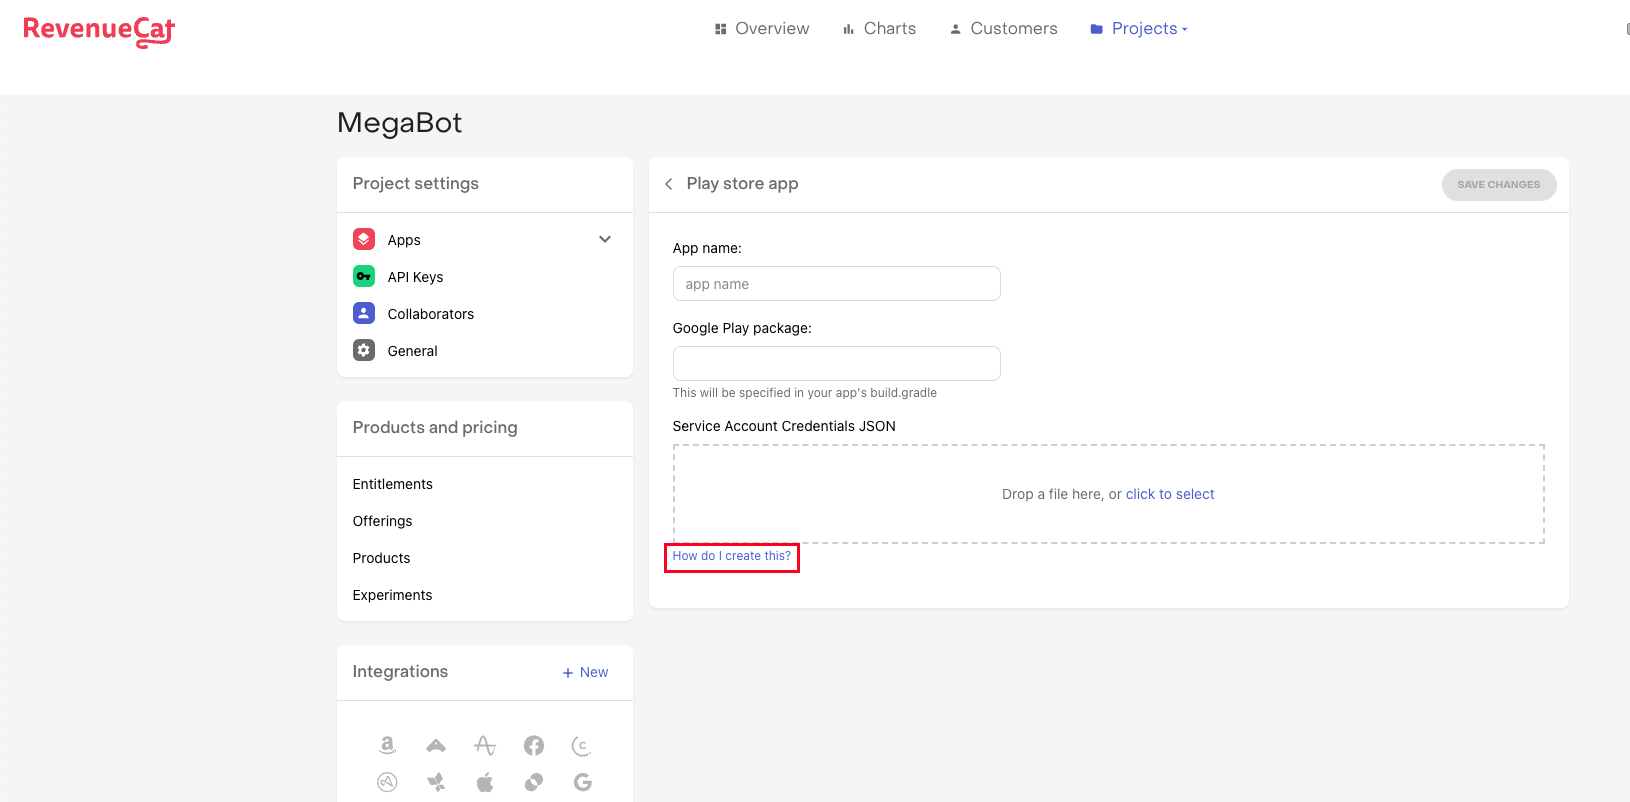 RevenueCat
Overview
Charts
Customers
Projects
MegaBot
Project settings
Apps
API Keys
Collaborators
General
Products and pricing
Entitlements
Offerings
Products
Experiments
Integrations
+ New
Play store app
SAVE CHANGES
App name:
app name
Google Play package:
This will be specified in your app's build.gradle
Service Account Credentials JSON
Drop a file here, or click to select
How do I create this?